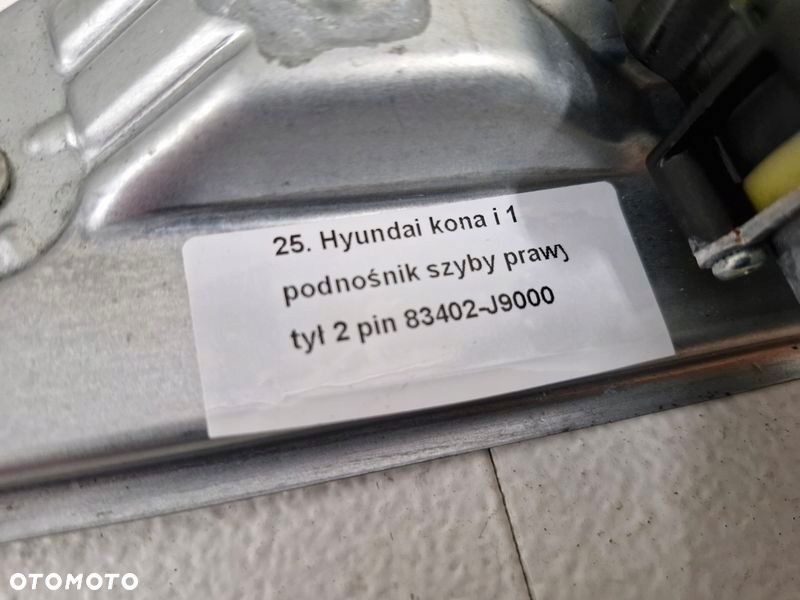 25. Hyundai kona i 1
podnośnik szyby prawy
tył 2 pin 83402-J9000
OTOMOTO